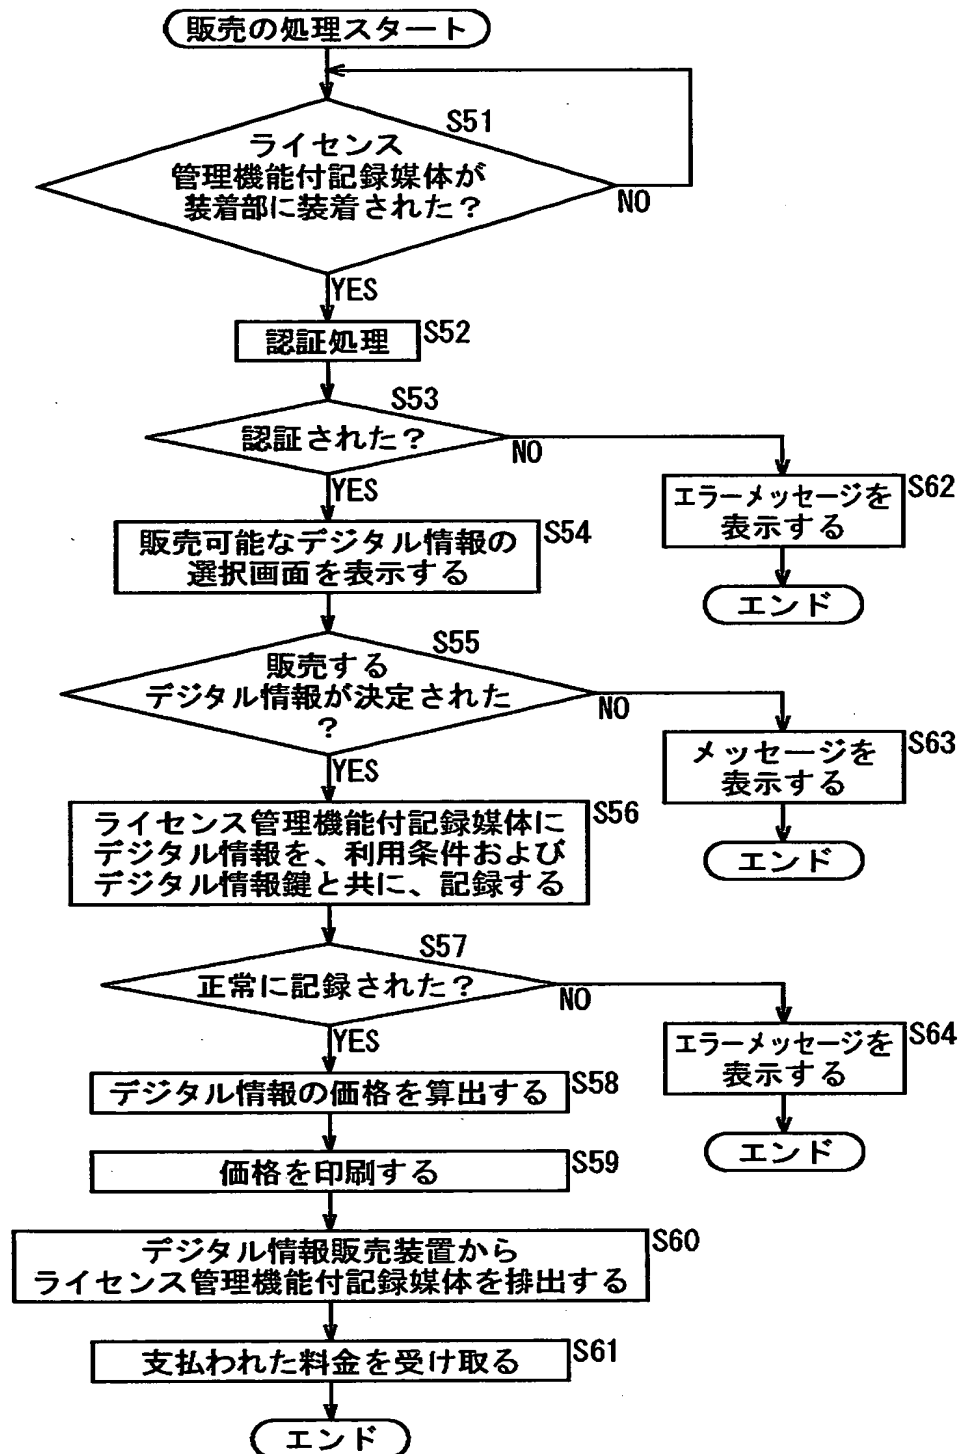 販売の処理スタート
S51
ライセンス
管理機能付記録媒体が
装着部に装着された？
NO
YES
認証処理
S52
S53
認証された？
NO
YES
エラーメッセージを
表示する
S62
エンド
販売可能なデジタル情報の
選択画面を表示する
S54
S55
販売する
デジタル情報が決定された
？
NO
YES
メッセージを
表示する
S63
エンド
ライセンス管理機能付記録媒体に
デジタル情報を、利用条件および
デジタル情報鍵と共に、記録する
S56
S57
正常に記録された？
NO
YES
エラーメッセージを
表示する
S64
エンド
デジタル情報の価格を算出する
S58
価格を印刷する
S59
デジタル情報販売装置から
ライセンス管理機能付記録媒体を排出する
S60
支払われた料金を受け取る
S61
エンド